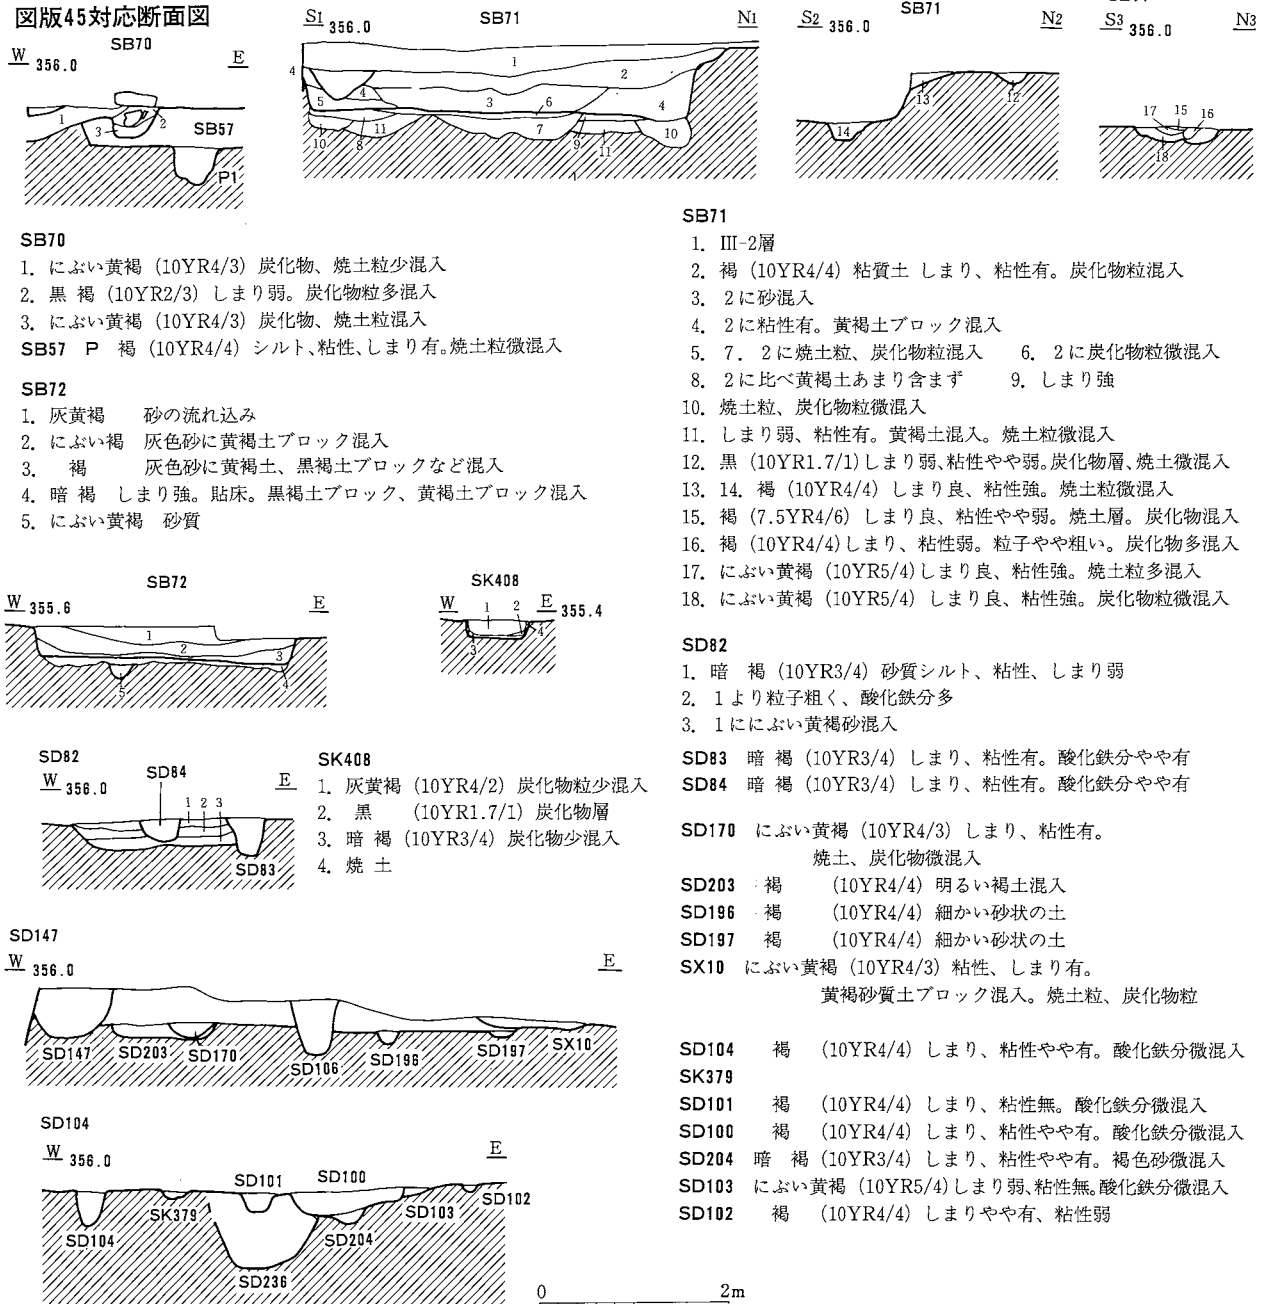 図版45対応断面図
SB70
W 356.0 E
1 2 3 SB57 P1
S1 356.0 SB71 N1
1 2 3 4 4 4 5 6 7 8 9 10 10 11 11
S2 356.0 SB71 N2
12 13 14
S3 356.0 N3
15 16 17 18
SB70
1. にぶい黄褐 (10YR4/3) 炭化物、焼土粒少混入
2. 黒 褐 (10YR2/3) しまり弱。炭化物粒多混入
3. にぶい黄褐 (10YR4/3) 炭化物、焼土粒混入
SB57 P 褐 (10YR4/4) シルト、粘性、しまり有。焼土粒微混入
SB72
1. 灰黄褐 砂の流れ込み
2. にぶい褐 灰色砂に黄褐土ブロック混入
3. 褐 灰色砂に黄褐土、黒褐土ブロックなど混入
4. 暗 褐 しまり強。貼床。黒褐土ブロック、黄褐土ブロック混入
5. にぶい黄褐 砂質
SB71
1. III-2層
2. 褐 (10YR4/4) 粘質土 しまり、粘性有。炭化物粒混入
3. 2に砂混入
4. 2に粘性有。黄褐土ブロック混入
5. 7. 2に焼土粒、炭化物粒混入 6. 2に炭化物粒微混入
8. 2に比べ黄褐土あまり含まず 9. しまり強
10. 焼土粒、炭化物粒微混入
11. しまり弱、粘性有。黄褐土混入。焼土粒微混入
12. 黒 (10YR1.7/1)しまり弱、粘性やや弱。炭化物層、焼土微混入
13. 14. 褐 (10YR4/4) しまり良、粘性強。焼土粒微混入
15. 褐 (7.5YR4/6) しまり良、粘性やや弱。焼土層。炭化物混入
16. 褐 (10YR4/4)しまり、粘性弱。粒子やや粗い。炭化物多混入
17. にぶい黄褐 (10YR5/4)しまり良、粘性強。焼土粒多混入
18. にぶい黄褐 (10YR5/4) しまり良、粘性強。炭化物粒微混入
SB72
W 355.6 E
1 2 3 4 5
SK408
W E 355.4
1 2 3 4
SD82
1. 暗 褐 (10YR3/4) 砂質シルト、粘性、しまり弱
2. 1より粒子粗く、酸化鉄分多
3. 1ににぶい黄褐砂混入
SD83 暗 褐 (10YR3/4) しまり、粘性有。酸化鉄分やや有
SD84 暗 褐 (10YR3/4) しまり、粘性有。酸化鉄分やや有
SD82
W 356.0 SD84 E
1 2 3
SD83
SK408
1. 灰黄褐 (10YR4/2) 炭化物粒少混入
2. 黒 (10YR1.7/1) 炭化物層
3. 暗 褐 (10YR3/4) 炭化物少混入
4. 焼 土
SD170 にぶい黄褐 (10YR4/3) しまり、粘性有。
焼土、炭化物微混入
SD203 褐 (10YR4/4) 明るい褐土混入
SD196 褐 (10YR4/4) 細かい砂状の土
SD197 褐 (10YR4/4) 細かい砂状の土
SX10 にぶい黄褐 (10YR4/3) 粘性、しまり有。
黄褐砂質土ブロック混入。焼土粒、炭化物粒
SD147
W 356.0 E
SD147 SD203 SD170 SD106 SD196 SD197 SX10
SD104 褐 (10YR4/4) しまり、粘性やや有。酸化鉄分微混入
SK379
SD101 褐 (10YR4/4) しまり、粘性無。酸化鉄分微混入
SD100 褐 (10YR4/4) しまり、粘性やや有。酸化鉄分微混入
SD204 暗 褐 (10YR3/4) しまり、粘性やや有。褐色砂微混入
SD103 にぶい黄褐 (10YR5/4)しまり弱、粘性無。酸化鉄分微混入
SD102 褐 (10YR4/4) しまりやや有、粘性弱
SD104
W 356.0 E
SD101 SD100
SD104 SK379 SD236 SD204 SD103 SD102
0 2m